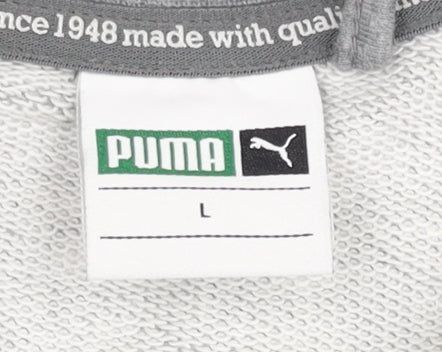 nce 1948 made with quali
PUMA
L